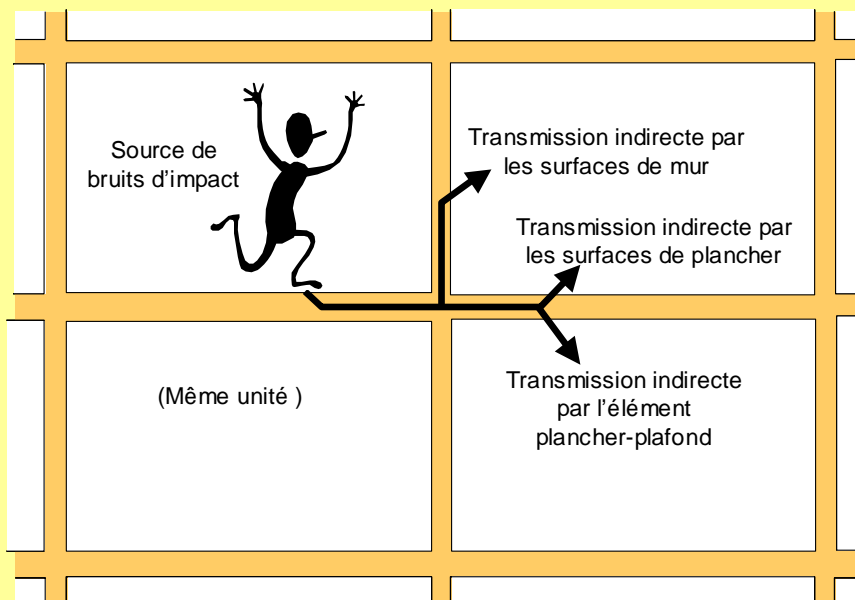 Source de
bruits d'impact
Transmission indirecte par
les surfaces de mur
Transmission indirecte par
les surfaces de plancher
(Même unité )
Transmission indirecte
par l'élément
plancher-plafond